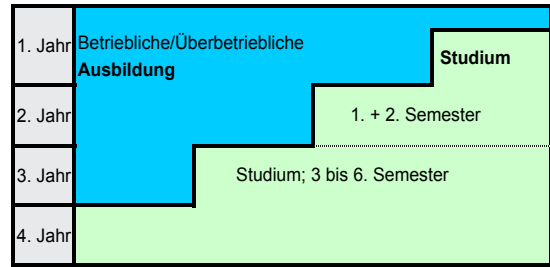 1. Jahr
Betriebliche/Überbetriebliche
Ausbildung
Studium
2. Jahr
1. + 2. Semester
3. Jahr
Studium; 3 bis 6. Semester
4. Jahr